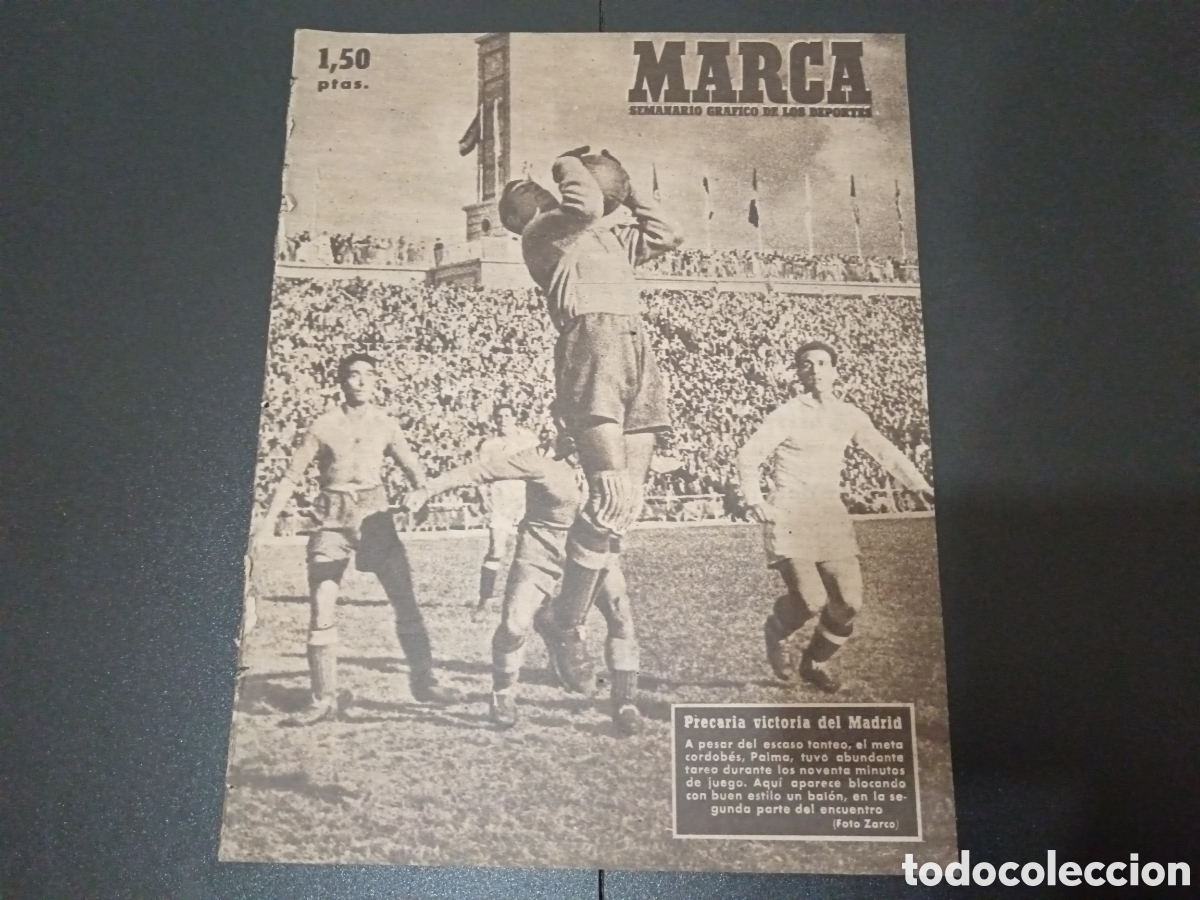 1,50
ptas.
MARCA
SEMANARIO GRAFICO DE LOS DEPORTES
Precaria victoria del Madrid
A pesar del escaso tanteo, el meta
cordobés, Palma, tuvo abundante
tarea durante los noventa minutos
de juego. Aquí aparece blocando
con buen estilo un balón, en la se-
gunda parte del encuentro
(Foto Zarco)
todocoleccion